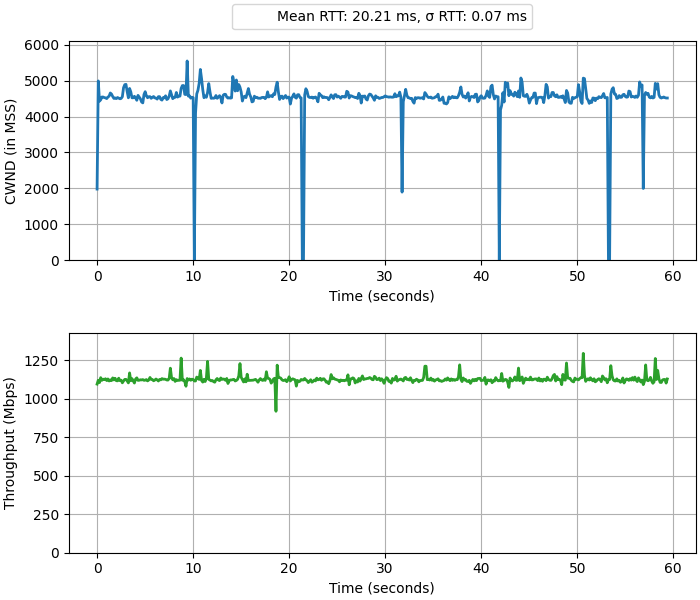 Mean RTT: 20.21 ms, σ RTT: 0.07 ms
6000
5000
4000
3000
2000
1000
0
CWND (in MSS)
0 10 20 30 40 50 60
Time (seconds)
1250
1000
750
500
250
0
Throughput (Mbps)
0 10 20 30 40 50 60
Time (seconds)